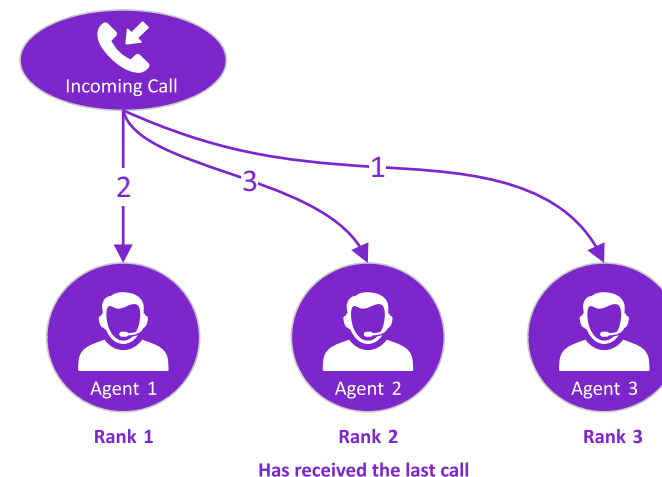 Incoming Call
2
3
1
Agent 1
Agent 2
Agent 3
Rank 1
Rank 2
Rank 3
Has received the last call